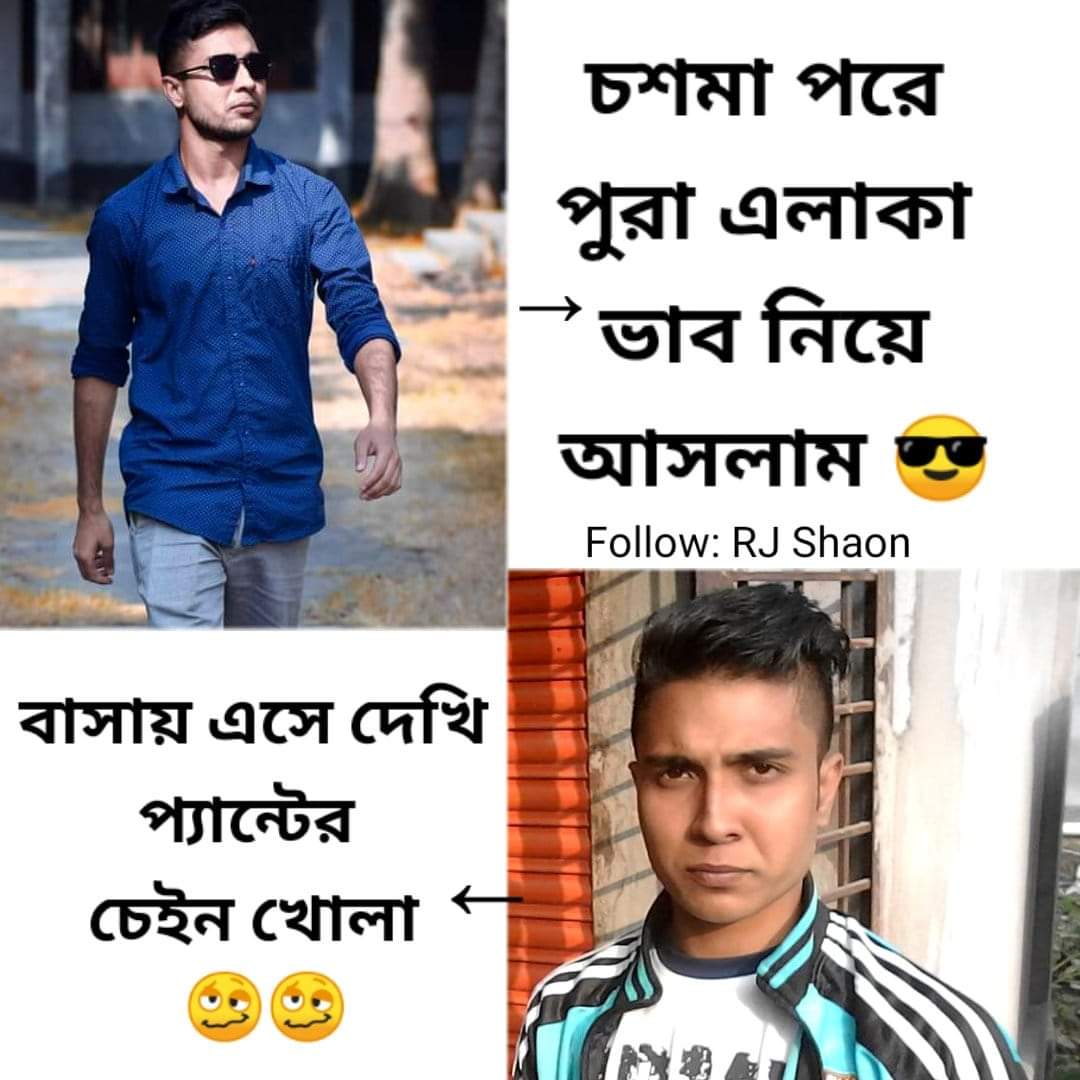 চশমা পরে
পুরা এলাকা
→ ভাব নিয়ে
আসলাম 😎
Follow: RJ Shaon
বাসায় এসে দেখি
প্যান্টের
চেইন খোলা ←
🥴🥴